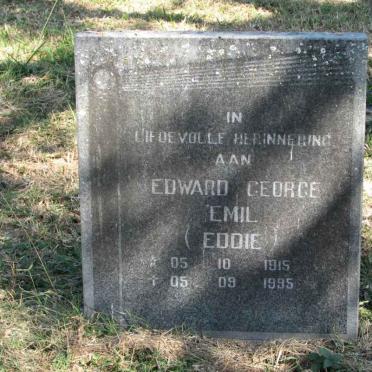 IN
LIEFDEVOLLE HERINNERING
AAN
EDWARD GEORGE
EMIL
( EDDIE )
* 05 10 1915
† 05 09 1995